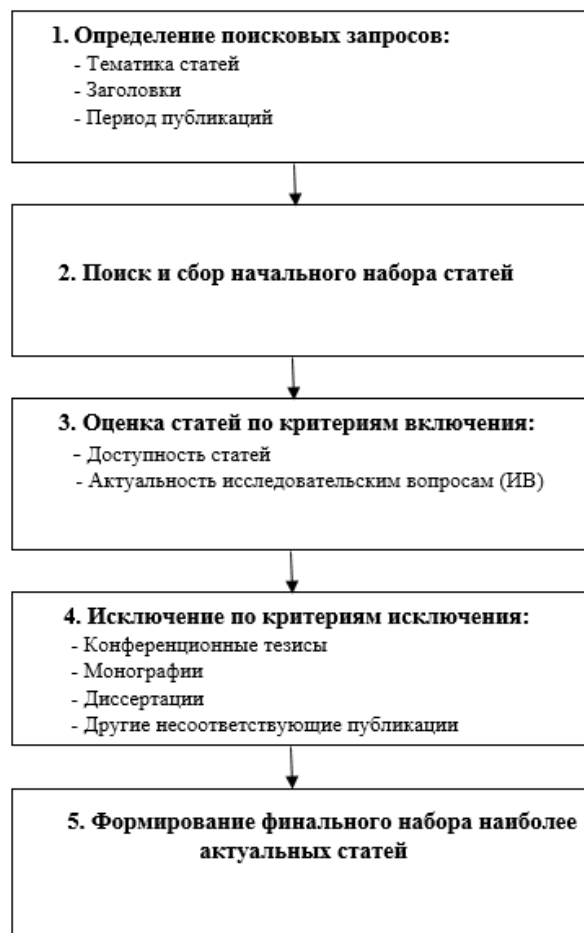 1. Определение поисковых запросов:
- Тематика статей
- Заголовки
- Период публикаций
2. Поиск и сбор начального набора статей
3. Оценка статей по критериям включения:
- Доступность статей
- Актуальность исследовательским вопросам (ИВ)
4. Исключение по критериям исключения:
- Конференционные тезисы
- Монографии
- Диссертации
- Другие несоответствующие публикации
5. Формирование финального набора наиболее
актуальных статей